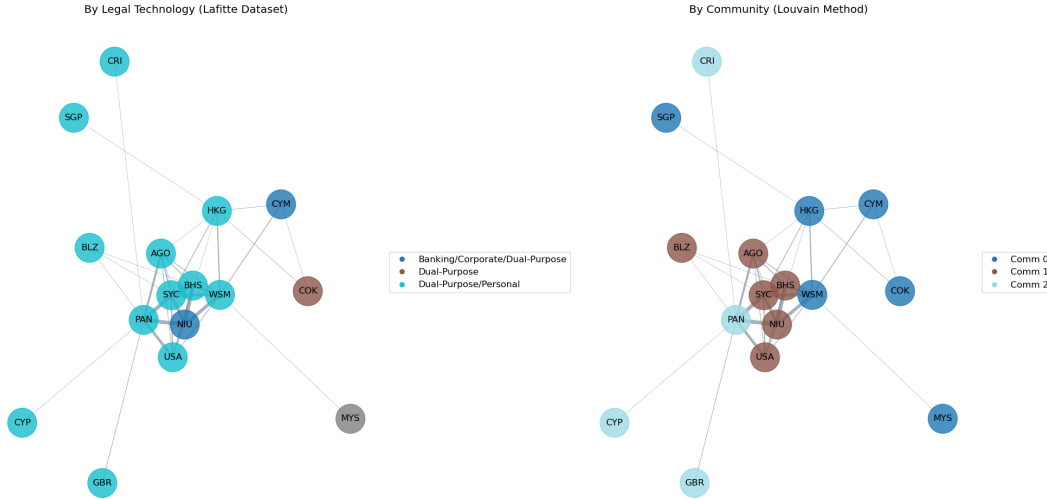 By Legal Technology (Lafitte Dataset)
CRI
SGP
HKG
CYM
BLZ
AGO
SYC
BHS
WSM
COK
PAN
NIU
USA
CYP
MYS
GBR
Banking/Corporate/Dual-Purpose
Dual-Purpose
Dual-Purpose/Personal
By Community (Louvain Method)
CRI
SGP
HKG
CYM
BLZ
AGO
SYC
BHS
WSM
COK
PAN
NIU
USA
CYP
MYS
GBR
Comm 0
Comm 1
Comm 2